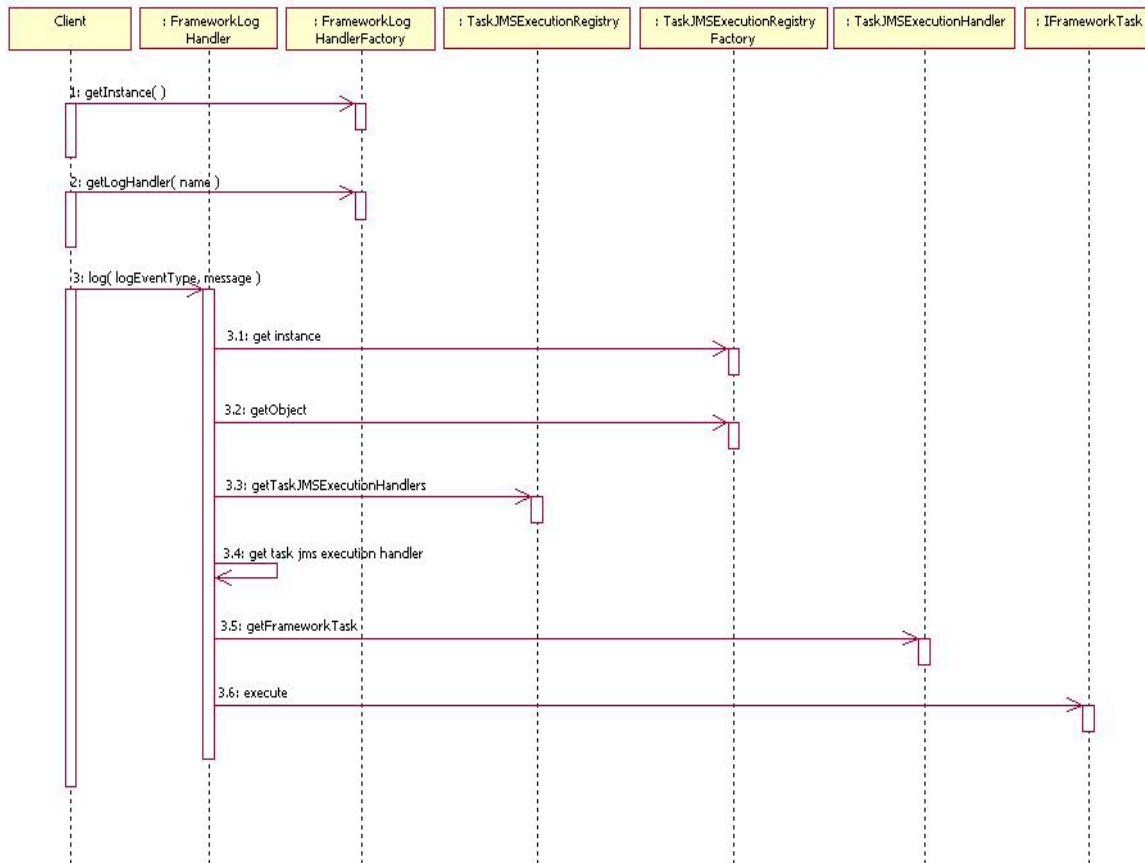 Client
: FrameworkLog
Handler
: FrameworkLog
HandlerFactory
: TaskJMSExecutionRegistry
: TaskJMSExecutionRegistry
Factory
: TaskJMSExecutionHandler
: IFrameworkTask
1: getInstance( )
2: getLogHandler( name )
3: log( logEventType, message )
3.1: get instance
3.2: getObject
3.3: getTaskJMSExecutionHandlers
3.4: get task jms execution handler
3.5: getFrameworkTask
3.6: execute